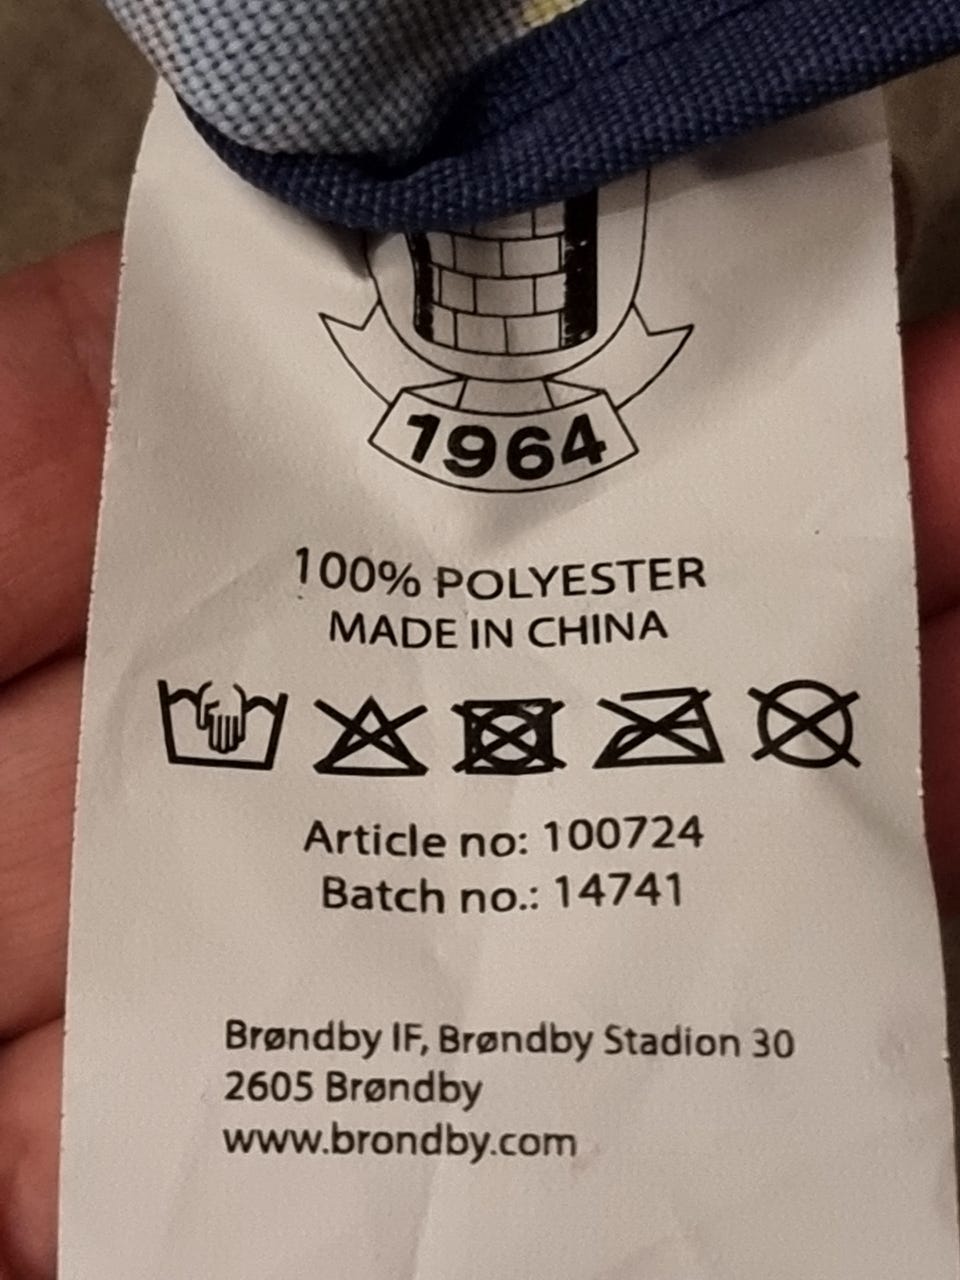 1964
100% POLYESTER
MADE IN CHINA
Article no: 100724
Batch no.: 14741
Brøndby IF, Brøndby Stadion 30
2605 Brøndby
www.brondby.com